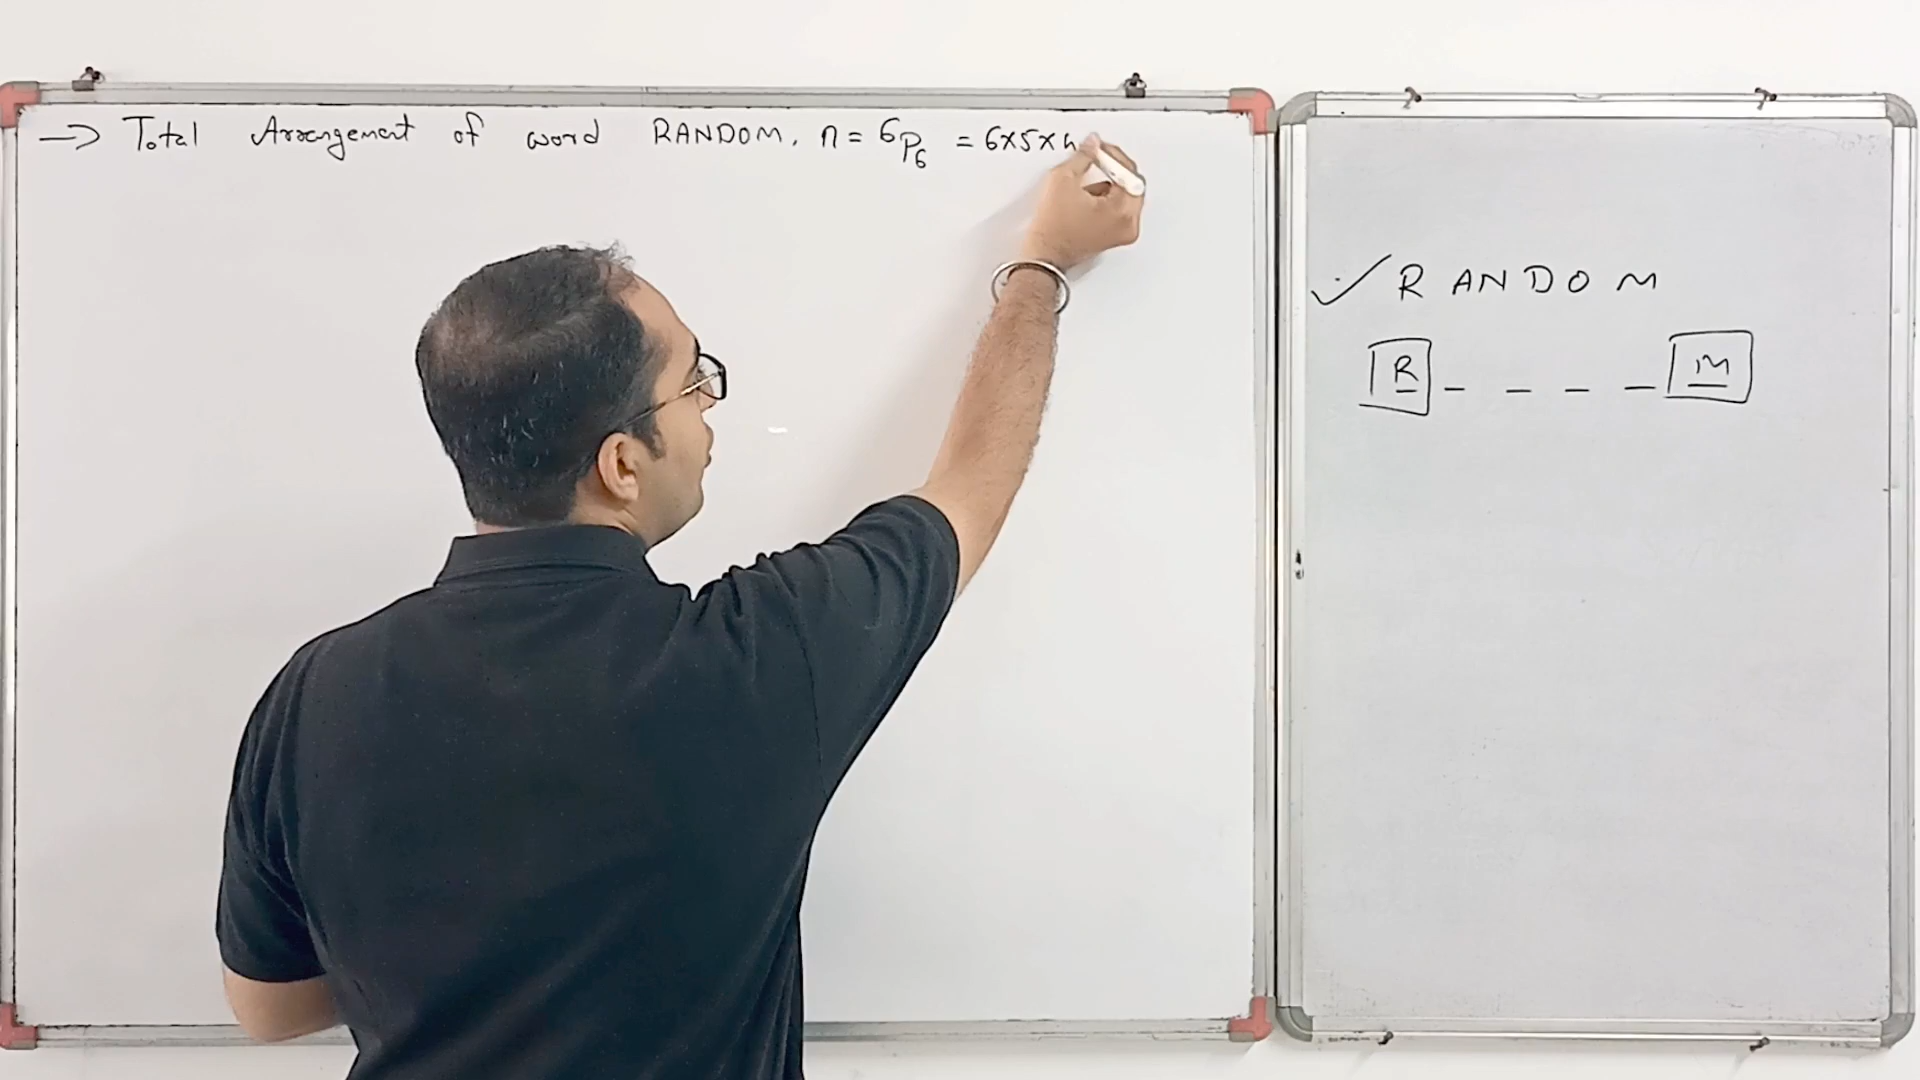 → Total Arrangement of word RANDOM, n = 6P6 = 6×5×4
✓ R A N D O M
R _ _ _ _ M